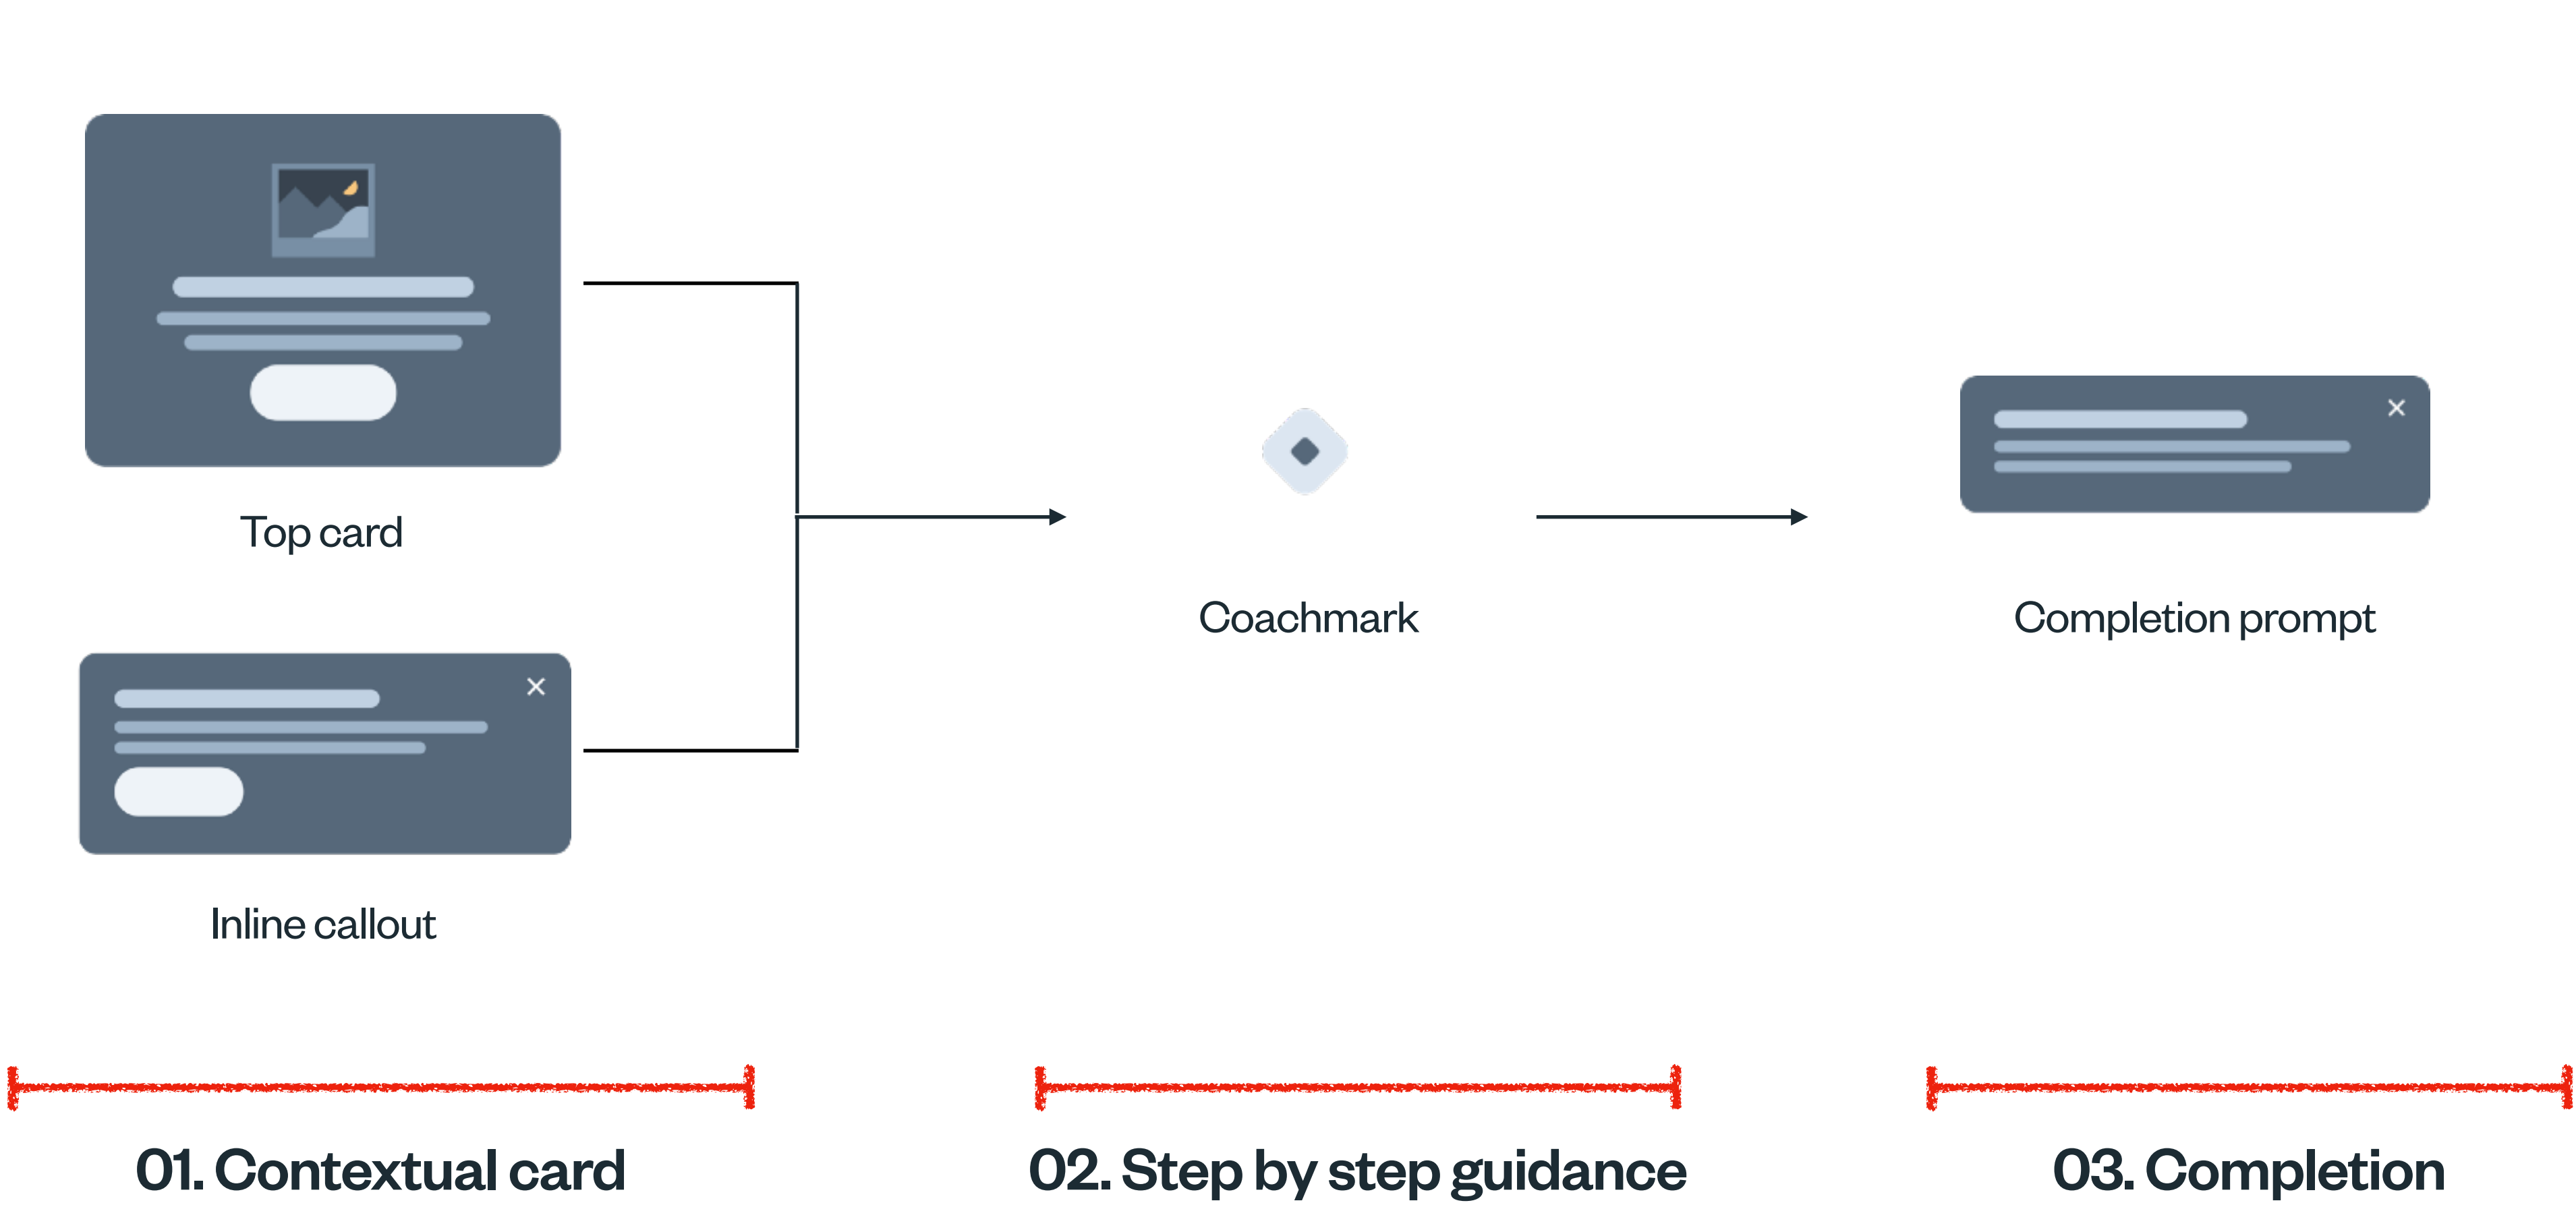 Top card
Inline callout
Coachmark
Completion prompt
01. Contextual card
02. Step by step guidance
03. Completion